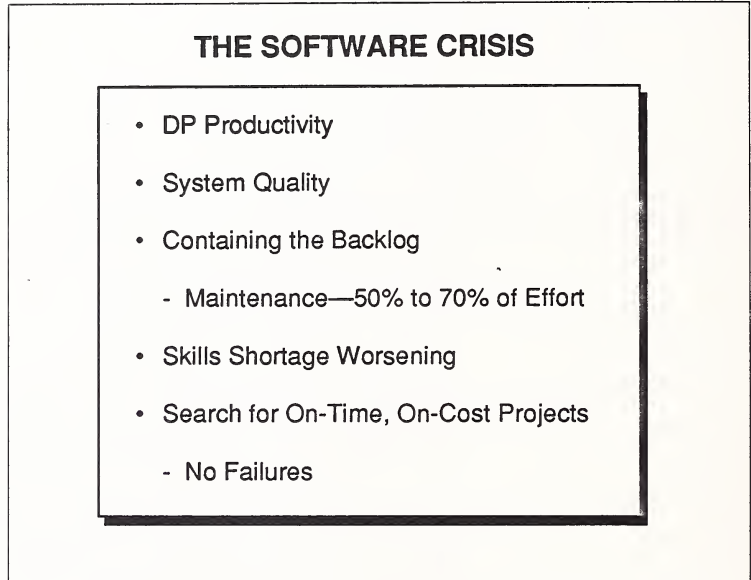 THE SOFTWARE CRISIS
• DP Productivity
• System Quality
• Containing the Backlog
- Maintenance—50% to 70% of Effort
• Skills Shortage Worsening
• Search for On-Time, On-Cost Projects
- No Failures